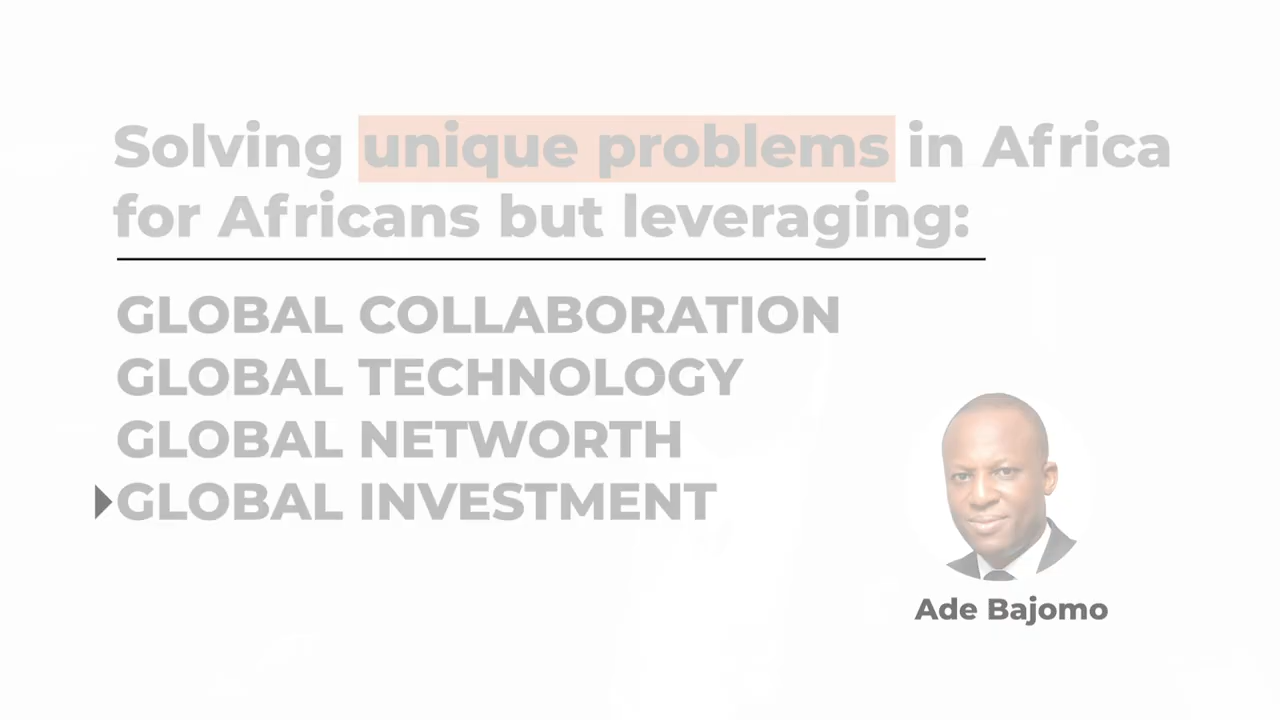 Solving unique problems in Africa
for Africans but leveraging:
GLOBAL COLLABORATION
GLOBAL TECHNOLOGY
GLOBAL NETWORTH
GLOBAL INVESTMENT
Ade Bajomo